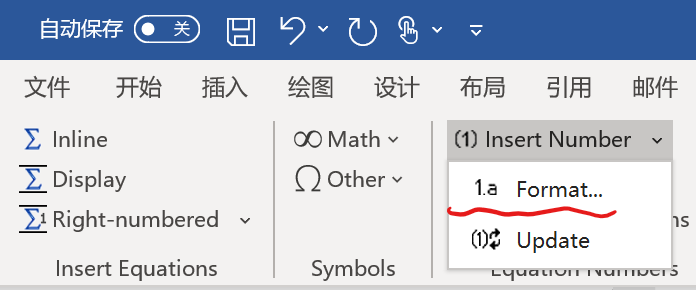 自动保存 关
文件 开始 插入 绘图 设计 布局 引用 邮件
Inline
Display
Right-numbered
Insert Equations
Math
Other
Symbols
(1) Insert Number
1.a Format...
(1) Update
ns
Equation Numbers